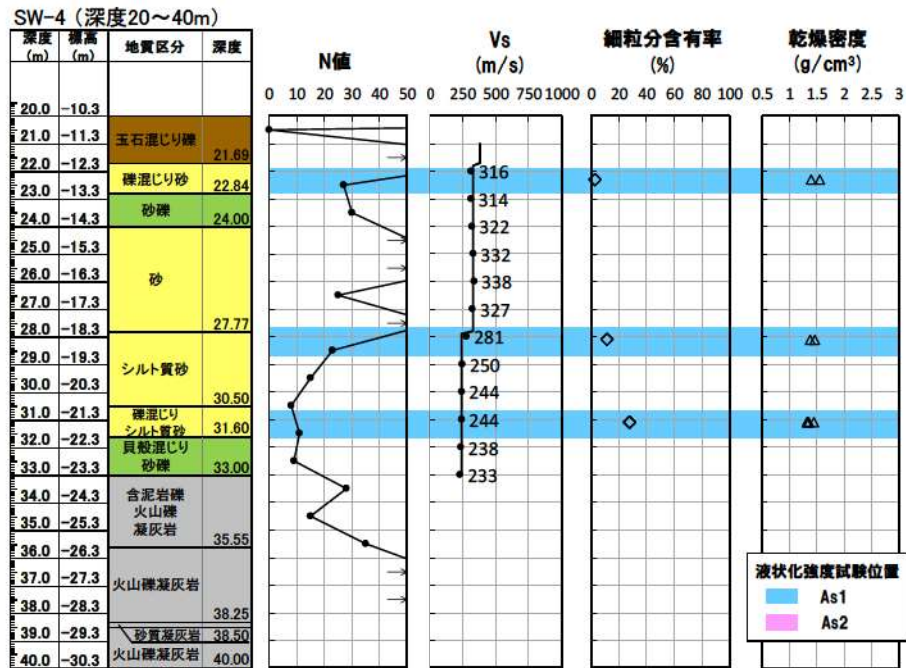 SW-4（深度20～40m）
深度 標高 地質区分 深度
(m) (m) (m)
N値
Vs
(m/s)
細粒分含有率
(%)
乾燥密度
(g/cm³)
0 10 20 30 40 50
0 250 500 750 1000
0 20 40 60 80 100
0.5 1 1.5 2 2.5 3
20.0 -10.3
21.0 -11.3
玉石混じり礫 21.69
22.0 -12.3
礫混じり砂 22.84
23.0 -13.3
砂礫 24.00
24.0 -14.3
25.0 -15.3
26.0 -16.3
砂
27.0 -17.3
27.77
28.0 -18.3
29.0 -19.3
シルト質砂
30.0 -20.3
30.50
31.0 -21.3
礫混じり
シルト質砂 31.60
32.0 -22.3
貝殻混じり
砂礫 33.00
33.0 -23.3
34.0 -24.3
含泥岩礫
火山礫
凝灰岩
35.0 -25.3
35.55
36.0 -26.3
37.0 -27.3
火山礫凝灰岩
38.0 -28.3
38.25
39.0 -29.3
砂質凝灰岩 38.50
火山礫凝灰岩 40.00
40.0 -30.3
316
314
322
332
338
327
281
250
244
244
238
233
液状化強度試験位置
As1
As2